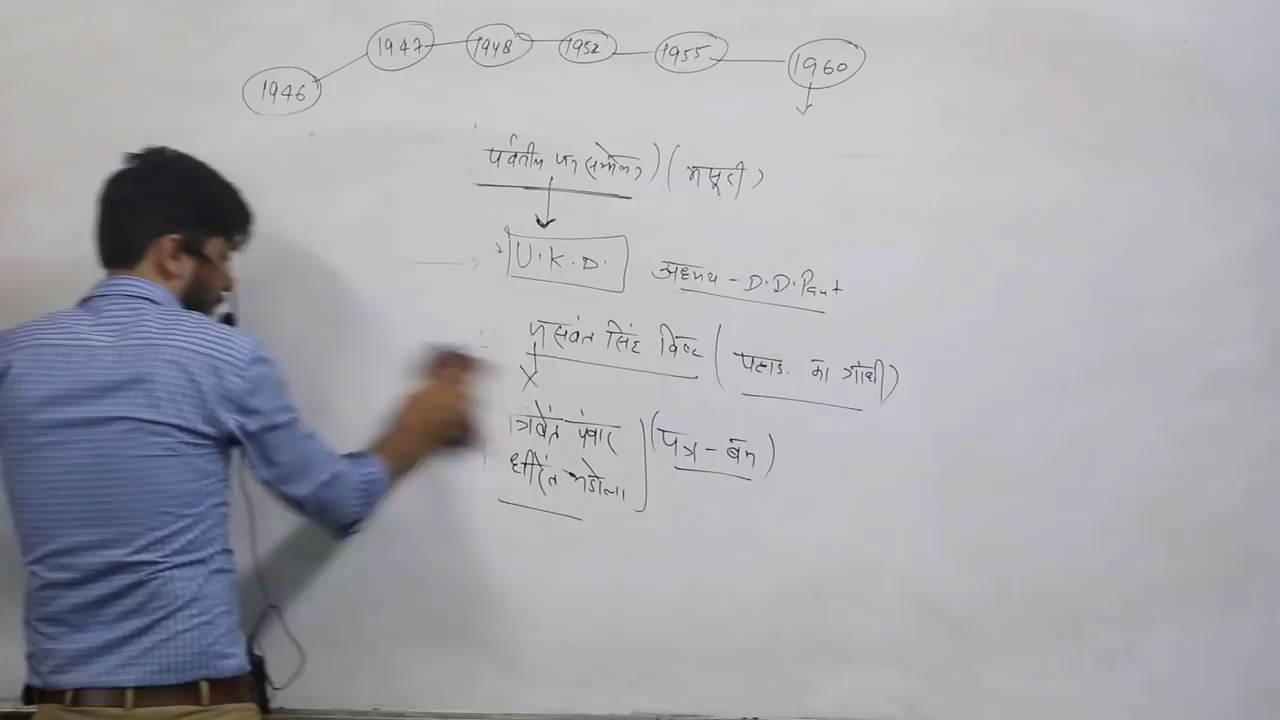 1946 1947 1948 1952 1955 1960
पर्वतीय जन सम्मेलन) (मसूरी)
U.K.D. अध्यक्ष - D.D. Pant
जसवंत सिंह बिष्ट (पहाड़ का गाँधी)
त्रिवेंद्र पंवार
धीरेंद्र भदोला (पत्र - बम)